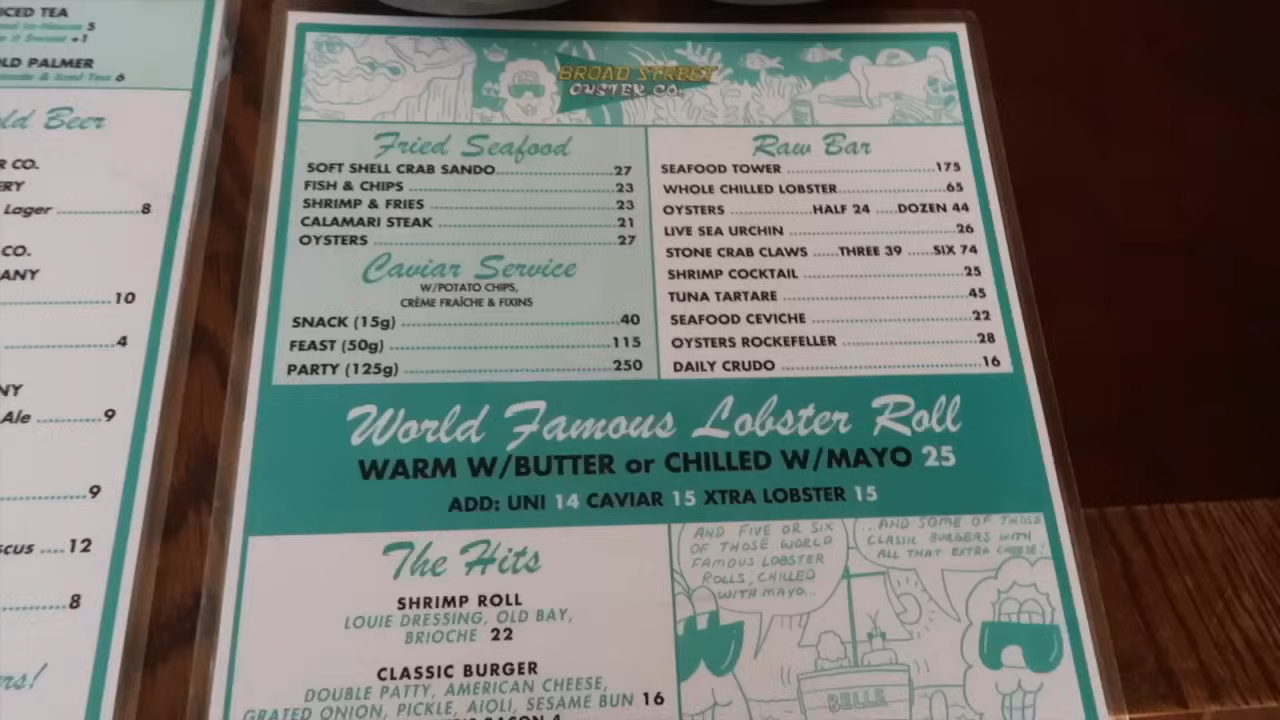 ICED TEA
5
+1
OLD PALMER
& Iced Tea 6
Beer
CO.
Lager 8
CO.
10
4
Ale 9
9
12
8
BROAD STREET
OYSTER CO.
Fried Seafood
SOFT SHELL CRAB SANDO 27
FISH & CHIPS 23
SHRIMP & FRIES 23
CALAMARI STEAK 21
OYSTERS 27
Caviar Service
W/POTATO CHIPS,
CRÈME FRAÎCHE & FIXINS
SNACK (15g) 40
FEAST (50g) 115
PARTY (125g) 250
Raw Bar
SEAFOOD TOWER 175
WHOLE CHILLED LOBSTER 65
OYSTERS HALF 24 DOZEN 44
LIVE SEA URCHIN 26
STONE CRAB CLAWS THREE 39 SIX 74
SHRIMP COCKTAIL 25
TUNA TARTARE 45
SEAFOOD CEVICHE 22
OYSTERS ROCKEFELLER 28
DAILY CRUDO 16
World Famous Lobster Roll
WARM W/BUTTER or CHILLED W/MAYO 25
ADD: UNI 14 CAVIAR 15 XTRA LOBSTER 15
The Hits
SHRIMP ROLL
LOUIE DRESSING, OLD BAY,
BRIOCHE 22
CLASSIC BURGER
DOUBLE PATTY, AMERICAN CHEESE,
GRATED ONION, PICKLE, AIOLI, SESAME BUN 16
BACON 4
AND FIVE OR SIX
OF THOSE WORLD
FAMOUS LOBSTER
ROLLS, CHILLED
WITH MAYO...
...AND SOME OF THOSE
CLASSIC BURGERS WITH
ALL THAT EXTRA CHEESE!
BELLE